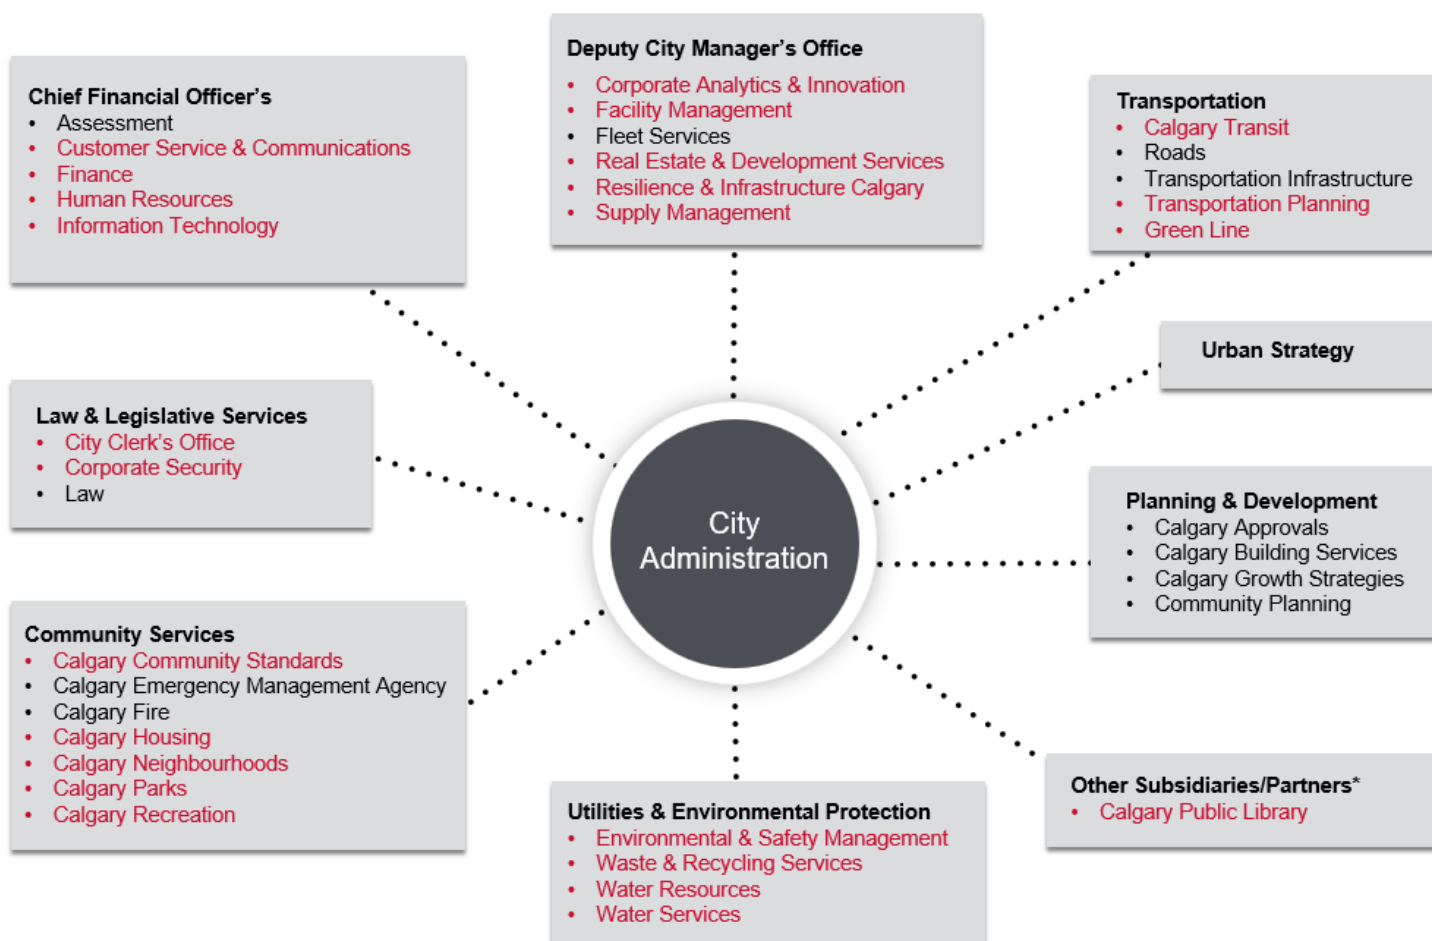 Chief Financial Officer's
• Assessment
• Customer Service & Communications
• Finance
• Human Resources
• Information Technology
Deputy City Manager's Office
• Corporate Analytics & Innovation
• Facility Management
• Fleet Services
• Real Estate & Development Services
• Resilience & Infrastructure Calgary
• Supply Management
Transportation
• Calgary Transit
• Roads
• Transportation Infrastructure
• Transportation Planning
• Green Line
Urban Strategy
Law & Legislative Services
• City Clerk's Office
• Corporate Security
• Law
City
Administration
Planning & Development
• Calgary Approvals
• Calgary Building Services
• Calgary Growth Strategies
• Community Planning
Community Services
• Calgary Community Standards
• Calgary Emergency Management Agency
• Calgary Fire
• Calgary Housing
• Calgary Neighbourhoods
• Calgary Parks
• Calgary Recreation
Utilities & Environmental Protection
• Environmental & Safety Management
• Waste & Recycling Services
• Water Resources
• Water Services
Other Subsidiaries/Partners*
• Calgary Public Library